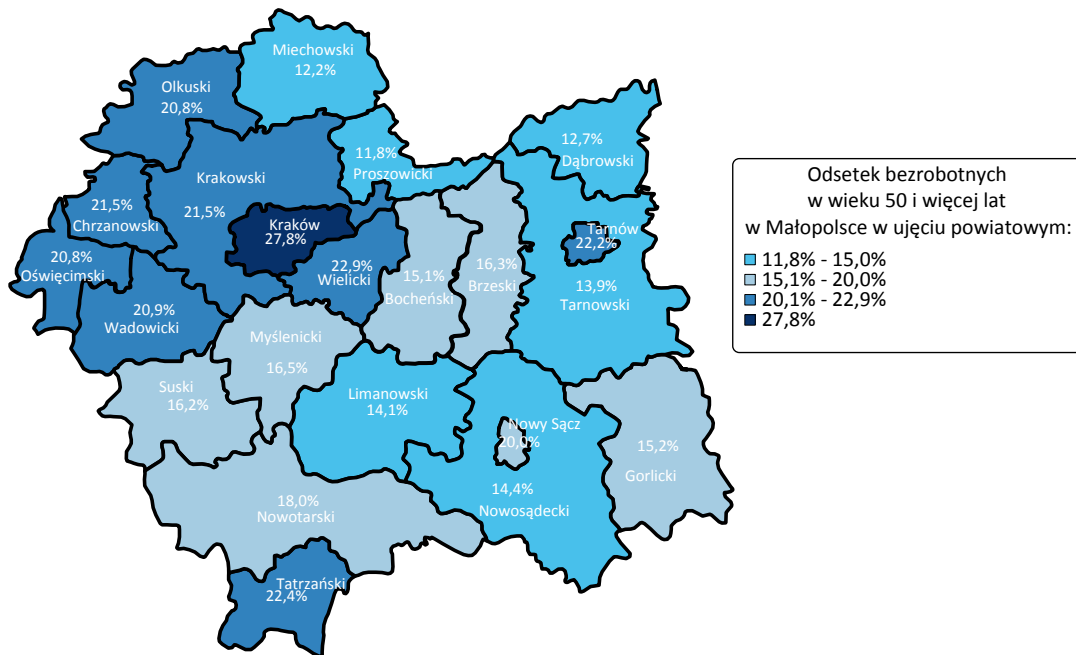 Miechowski
12,2%
Olkuski
20,8%
12,7%
Dąbrowski
11,8%
Proszowicki
Krakowski
21,5%
21,5%
Chrzanowski
Kraków
27,8%
Tarnów
22,2%
20,8%
Oświęcimski
22,9%
Wielicki
15,1%
Bocheński
16,3%
Brzeski
13,9%
Tarnowski
20,9%
Wadowicki
Myślenicki
16,5%
Suski
16,2%
Limanowski
14,1%
Nowy Sącz
20,0%
15,2%
Gorlicki
14,4%
Nowosądecki
18,0%
Nowotarski
Tatrzański
22,4%
Odsetek bezrobotnych
w wieku 50 i więcej lat
w Małopolsce w ujęciu powiatowym:
11,8% - 15,0%
15,1% - 20,0%
20,1% - 22,9%
27,8%